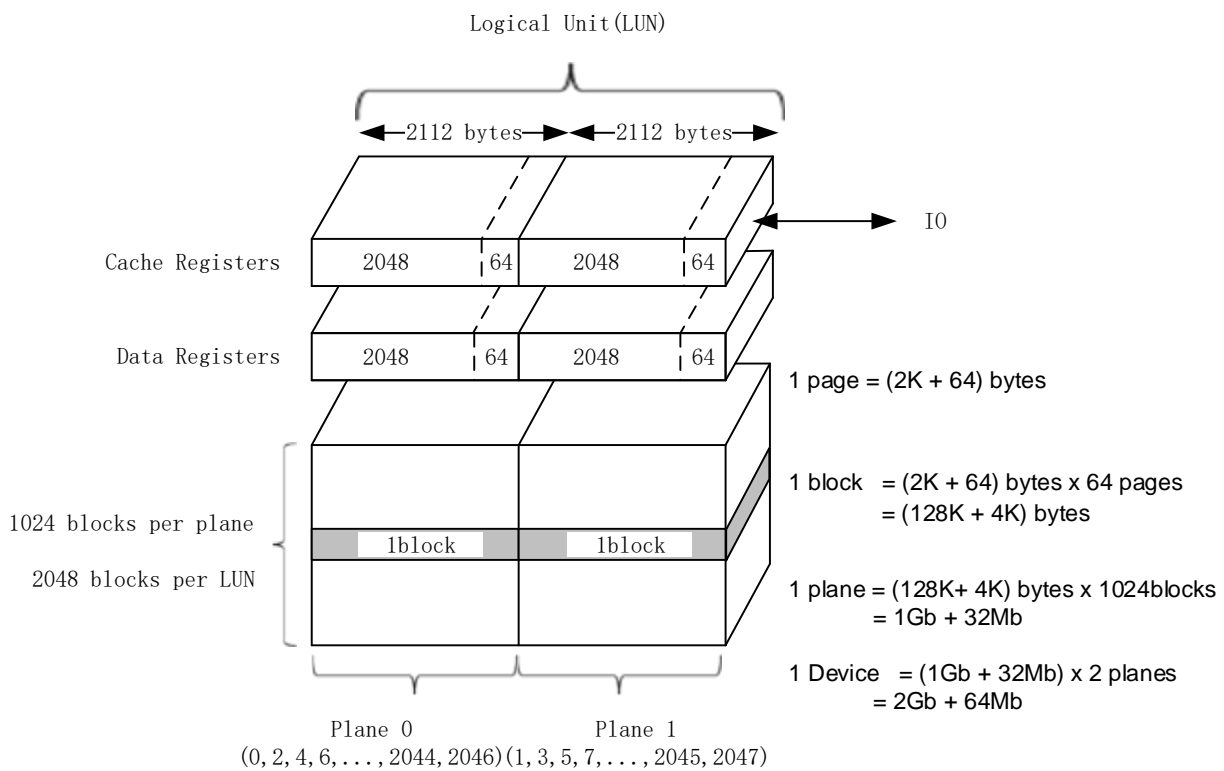 Logical Unit(LUN)
2112 bytes
2112 bytes
IO
Cache Registers
2048
64
2048
64
Data Registers
2048
64
2048
64
1 page = (2K + 64) bytes
1 block = (2K + 64) bytes x 64 pages
= (128K + 4K) bytes
1024 blocks per plane
1block
1block
2048 blocks per LUN
1 plane = (128K+ 4K) bytes x 1024blocks
= 1Gb + 32Mb
1 Device = (1Gb + 32Mb) x 2 planes
= 2Gb + 64Mb
Plane 0
(0,2,4,6,...,2044,2046)
Plane 1
(1,3,5,7,...,2045,2047)